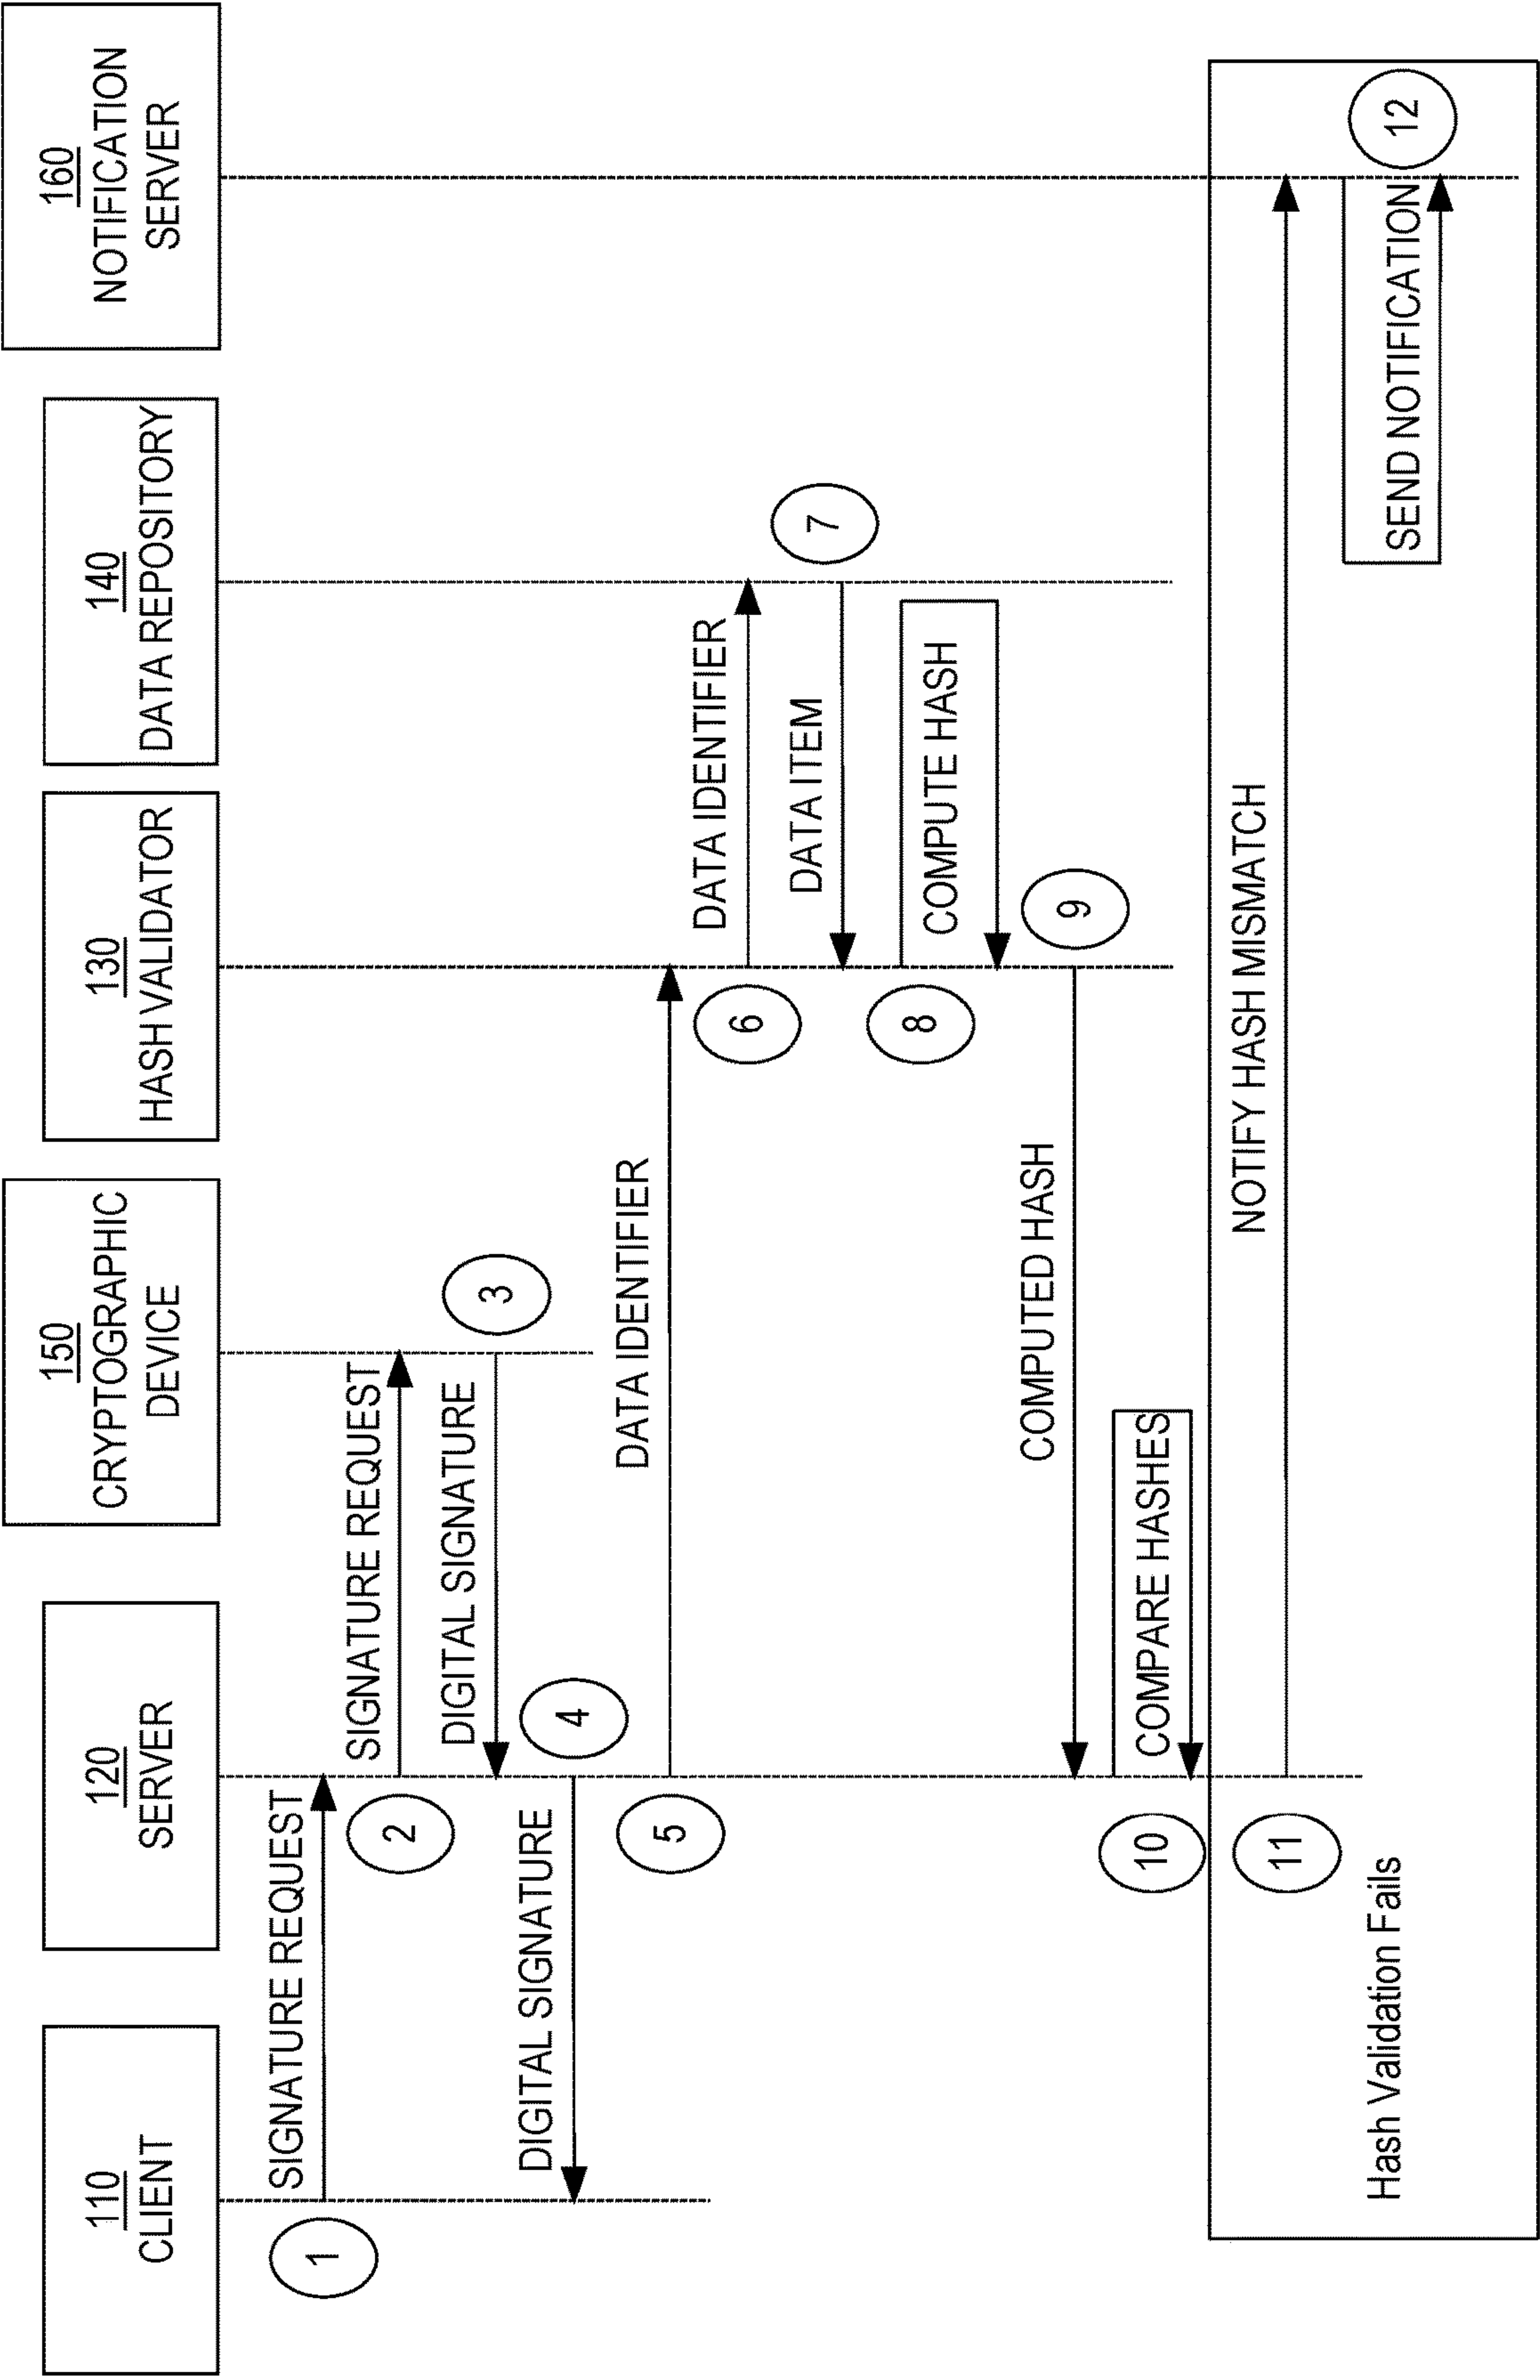 110
CLIENT
120
SERVER
150
CRYPTOGRAPHIC
DEVICE
130
HASH VALIDATOR
140
DATA REPOSITORY
160
NOTIFICATION
SERVER
1
SIGNATURE REQUEST
2
SIGNATURE REQUEST
DIGITAL SIGNATURE
3
DIGITAL SIGNATURE
4
5
DATA IDENTIFIER
6
DATA IDENTIFIER
DATA ITEM
7
8
COMPUTE HASH
COMPUTED HASH
9
10
COMPARE HASHES
11
NOTIFY HASH MISMATCH
Hash Validation Fails
SEND NOTIFICATION
12